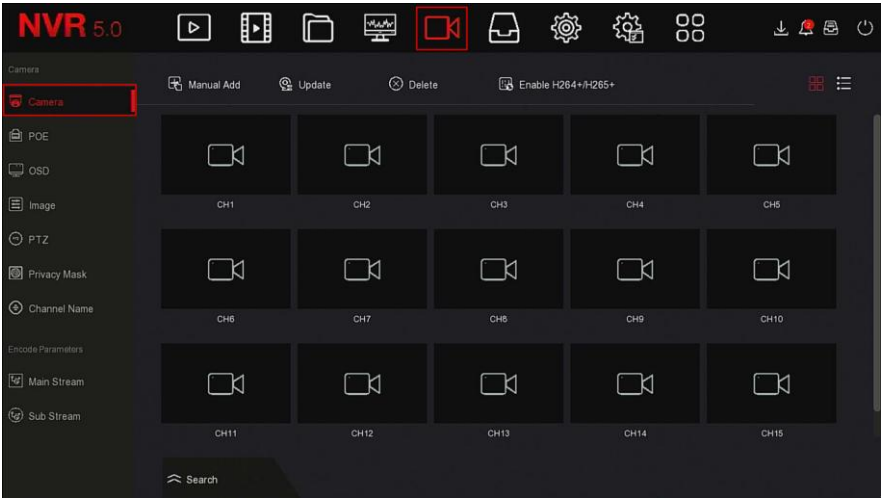 NVR 5.0
Camera
Camera
POE
OSD
Image
PTZ
Privacy Mask
Channel Name
Encode Parameters
Main Stream
Sub Stream
Manual Add Update Delete Enable H264+/H265+
CH1 CH2 CH3 CH4 CH5
CH6 CH7 CH8 CH9 CH10
CH11 CH12 CH13 CH14 CH15
Search